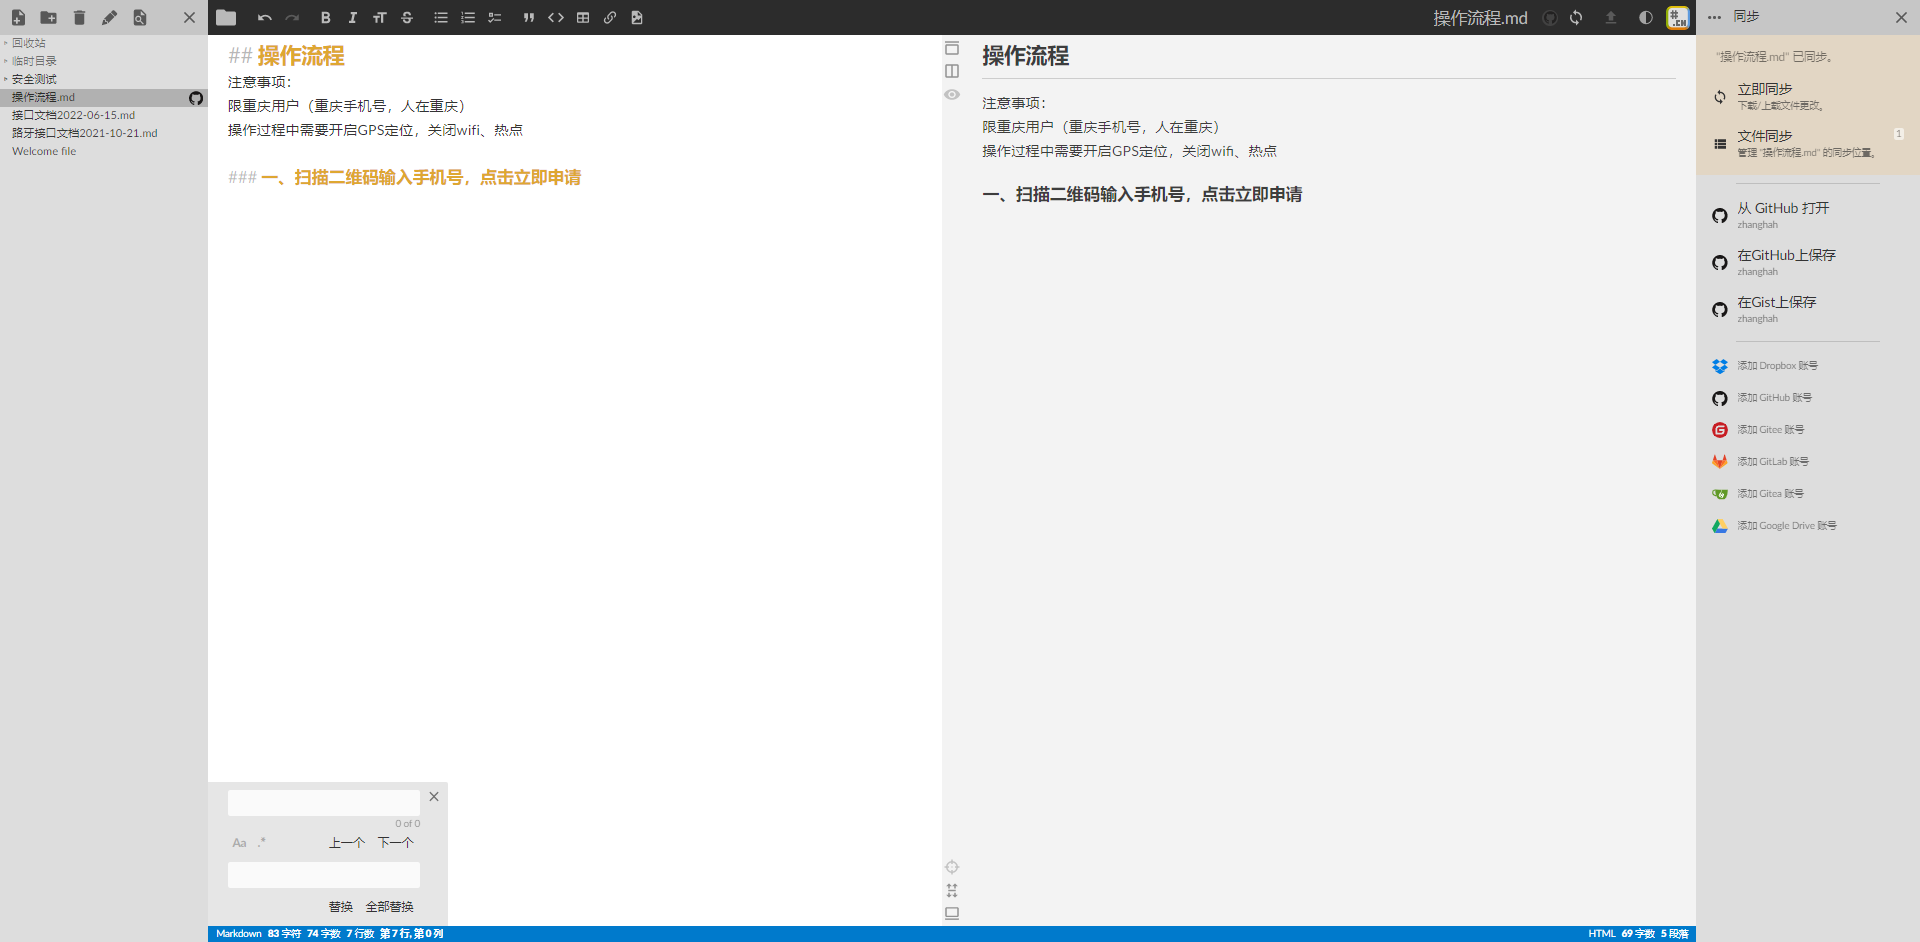 操作流程.md
同步
回收站
临时目录
安全测试
操作流程.md
接口文档2022-06-15.md
路牙接口文档2021-10-21.md
Welcome file
## 操作流程
注意事项：
限重庆用户（重庆手机号，人在重庆）
操作过程中需要开启GPS定位，关闭wifi、热点
### 一、扫描二维码输入手机号，点击立即申请
操作流程
注意事项：
限重庆用户（重庆手机号，人在重庆）
操作过程中需要开启GPS定位，关闭wifi、热点
一、扫描二维码输入手机号，点击立即申请
"操作流程.md" 已同步。
立即同步
下载/上载文件更改。
文件同步 1
管理 "操作流程.md" 的同步位置。
从 GitHub 打开
zhanghah
在GitHub上保存
zhanghah
在Gist上保存
zhanghah
添加 Dropbox 账号
添加 GitHub 账号
添加 Gitee 账号
添加 GitLab 账号
添加 Gitea 账号
添加 Google Drive 账号
0 of 0
Aa .* 上一个 下一个
替换 全部替换
Markdown 83 字符 74 字数 7 行数 第 7 行, 第 0 列
HTML 69 字数 5 段落